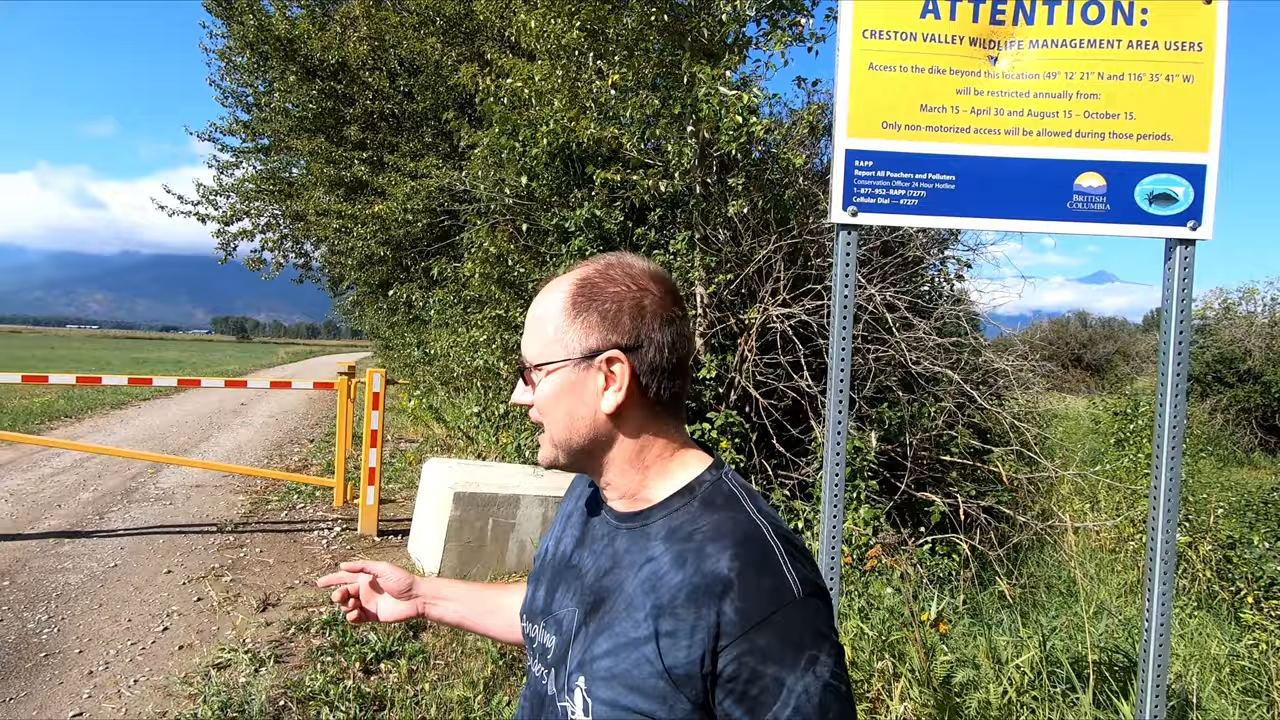 ATTENTION:
CRESTON VALLEY WILDLIFE MANAGEMENT AREA USERS
Access to the dike beyond this location (49° 12' 21" N and 116° 35' 41" W)
will be restricted annually from:
March 15 – April 30 and August 15 – October 15.
Only non-motorized access will be allowed during those periods.
RAPP
Report All Poachers and Polluters
Conservation Officer 24 Hour Hotline
1-877-952-RAPP (7277)
Cellular Dial — #7277
BRITISH
COLUMBIA
Angling